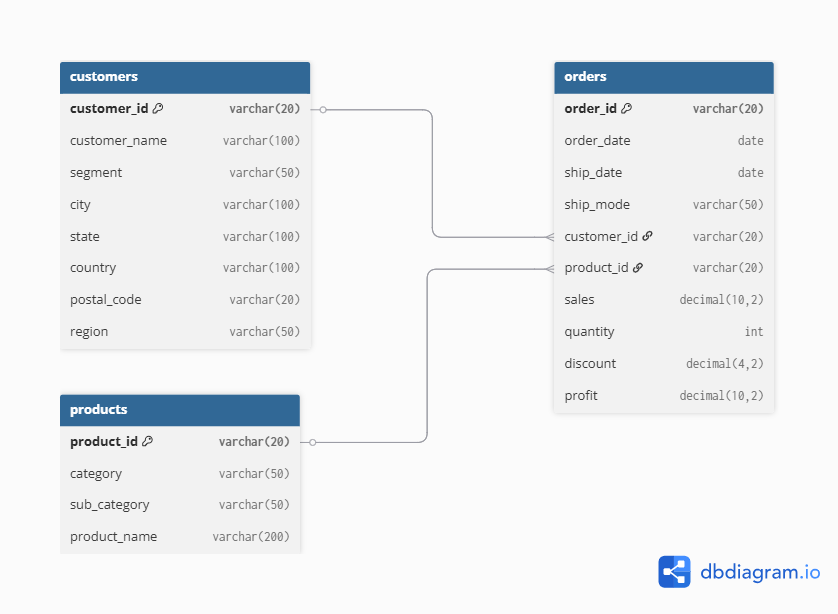 customers
customer_id varchar(20)
customer_name varchar(100)
segment varchar(50)
city varchar(100)
state varchar(100)
country varchar(100)
postal_code varchar(20)
region varchar(50)
products
product_id varchar(20)
category varchar(50)
sub_category varchar(50)
product_name varchar(200)
orders
order_id varchar(20)
order_date date
ship_date date
ship_mode varchar(50)
customer_id varchar(20)
product_id varchar(20)
sales decimal(10,2)
quantity int
discount decimal(4,2)
profit decimal(10,2)
dbdiagram.io